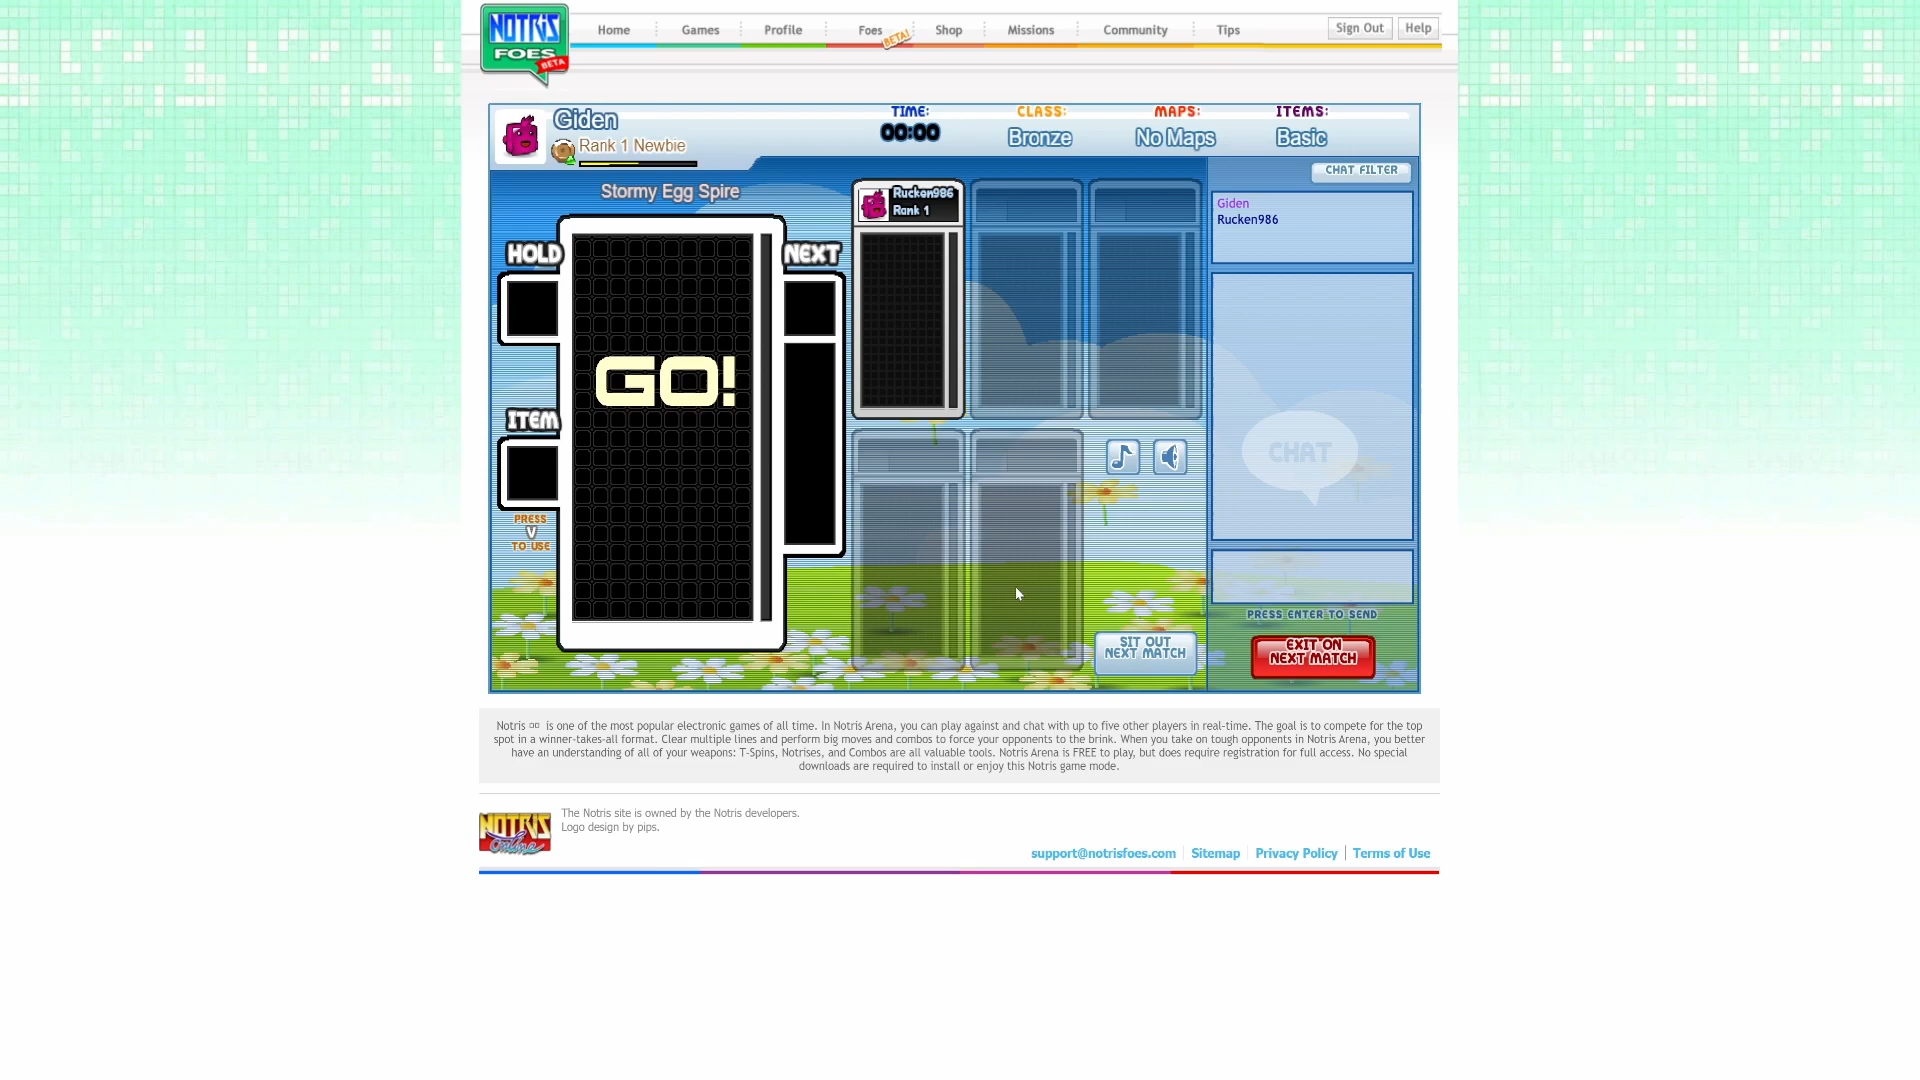 NOTRIS
FOES
BETA
Home
Games
Profile
Foes
BETA!
Shop
Missions
Community
Tips
Sign Out
Help
Giden
Rank 1 Newbie
TIME:
00:00
CLASS:
Bronze
MAPS:
No Maps
ITEMS:
Basic
Stormy Egg Spire
HOLD
NEXT
GO!
ITEM
PRESS
V
TO USE
Rucken986
Rank 1
CHAT FILTER
Giden
Rucken986
CHAT
PRESS ENTER TO SEND
SIT OUT
NEXT MATCH
EXIT ON
NEXT MATCH
Notris is one of the most popular electronic games of all time. In Notris Arena, you can play against and chat with up to five other players in real-time. The goal is to compete for the top
spot in a winner-takes-all format. Clear multiple lines and perform big moves and combos to force your opponents to the brink. When you take on tough opponents in Notris Arena, you better
have an understanding of all of your weapons: T-Spins, Notrises, and Combos are all valuable tools. Notris Arena is FREE to play, but does require registration for full access. No special
downloads are required to install or enjoy this Notris game mode.
NOTRIS
Online
The Notris site is owned by the Notris developers.
Logo design by pips.
support@notrisfoes.com
Sitemap
Privacy Policy
Terms of Use